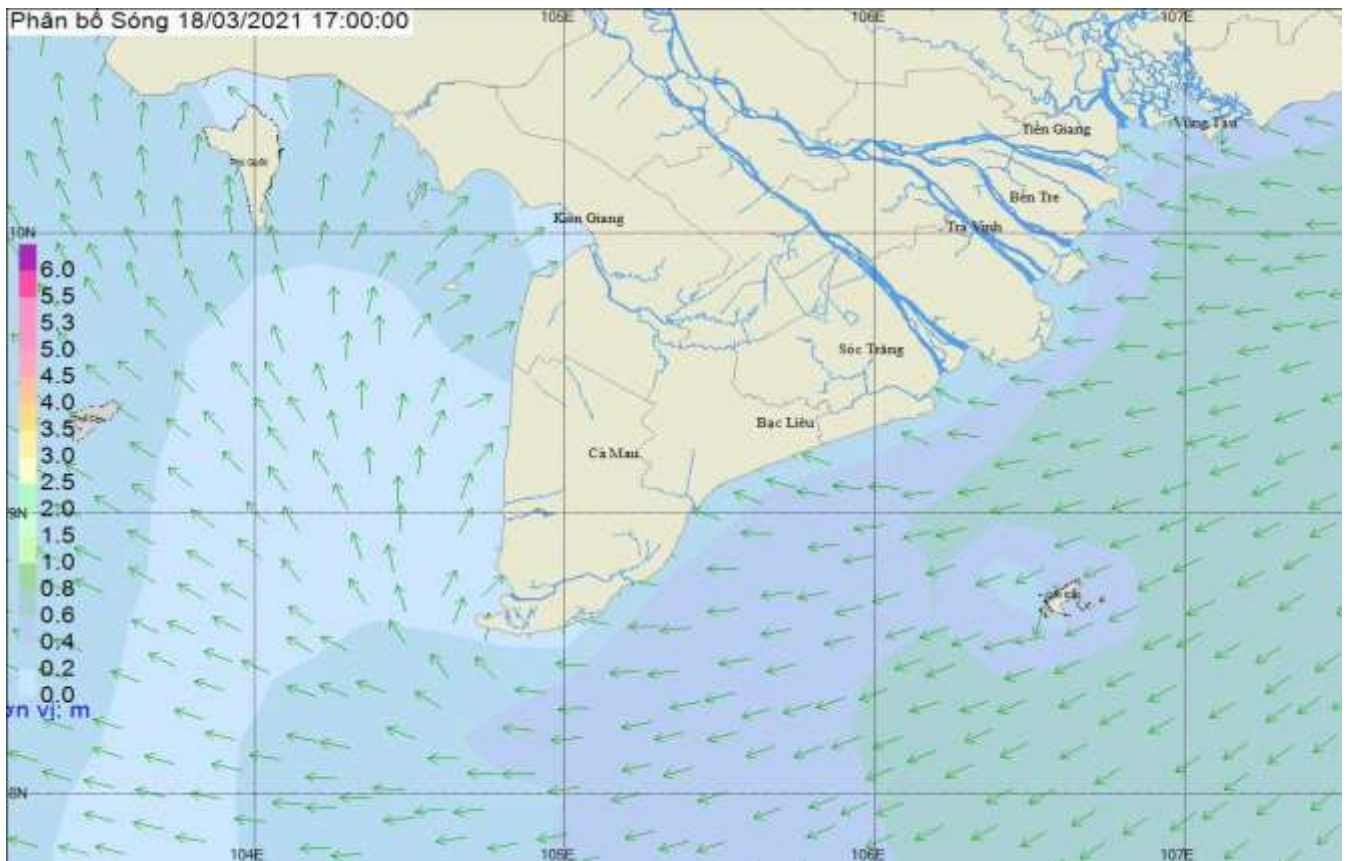 Phân bố Sóng 18/03/2021 17:00:00
105E
106E
107E
Tiền Giang
Vũng Tàu
Bến Tre
Kiên Giang
Trà Vinh
10N
6.0
5.5
5.3
5.0
4.5
4.0
3.5
3.0
2.5
2.0
1.5
1.0
0.8
0.6
0.4
0.2
0.0
Sóc Trăng
Bạc Liêu
Cà Mau
9N
vị: m
8N
104E
105E
106E
107E